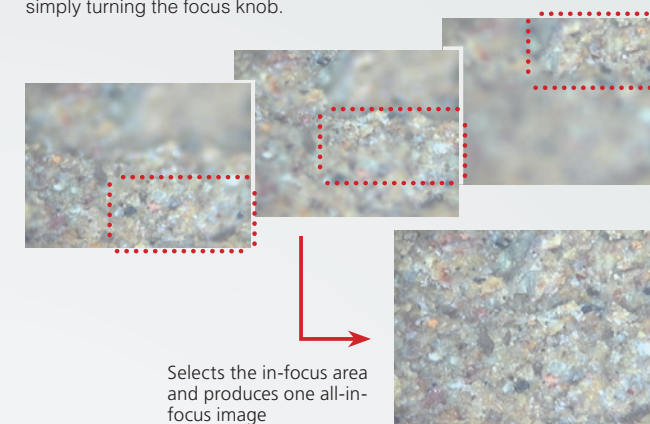 simply turning the focus knob.
Selects the in-focus area
and produces one all-in-
focus image